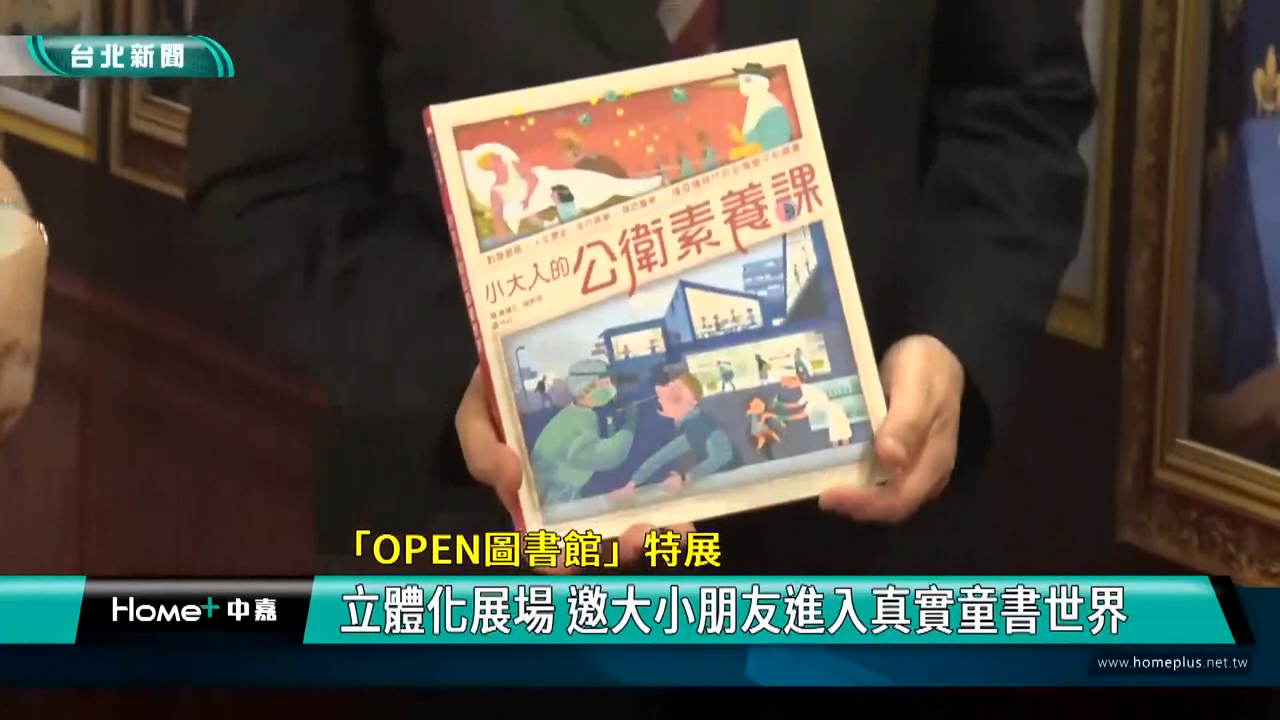 台北新聞
小大人的公衛素養課
「OPEN圖書館」特展
Home+中嘉
立體化展場 邀大小朋友進入真實童書世界
www.homeplus.net.tw